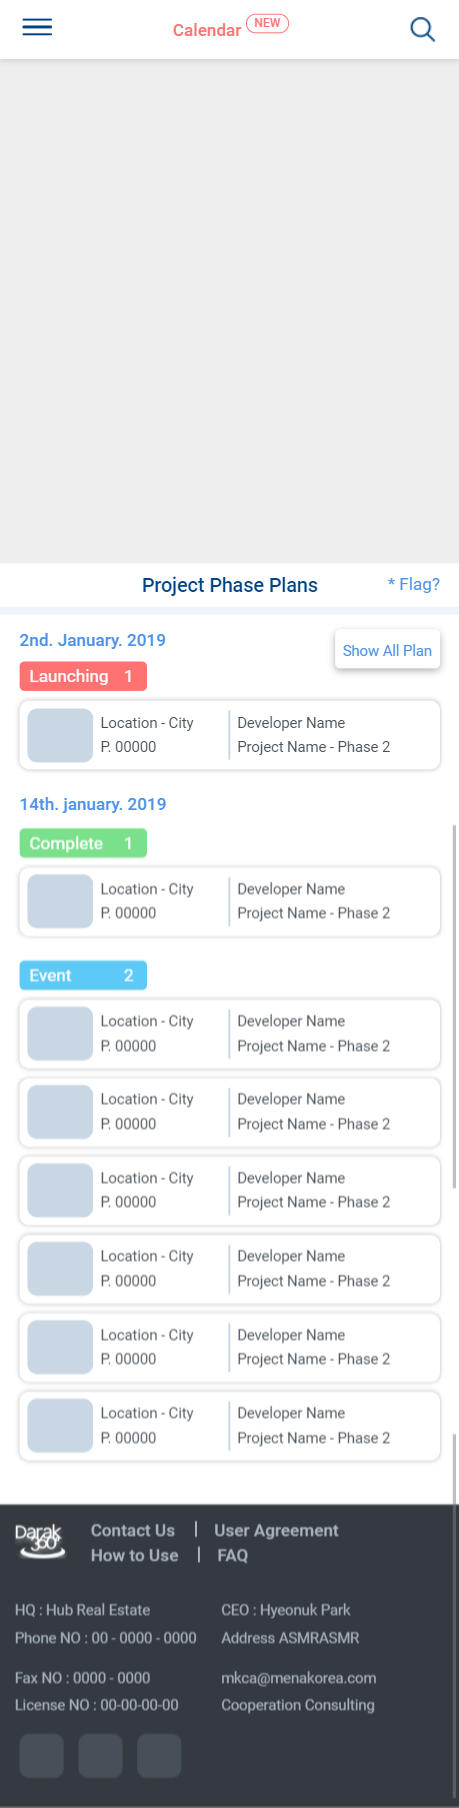 Calendar NEW
Project Phase Plans * Flag?
2nd. January. 2019
Show All Plan
Launching 1
Location - City Developer Name
P. 00000 Project Name - Phase 2
14th. january. 2019
Complete 1
Location - City Developer Name
P. 00000 Project Name - Phase 2
Event 2
Location - City Developer Name
P. 00000 Project Name - Phase 2
Location - City Developer Name
P. 00000 Project Name - Phase 2
Location - City Developer Name
P. 00000 Project Name - Phase 2
Location - City Developer Name
P. 00000 Project Name - Phase 2
Location - City Developer Name
P. 00000 Project Name - Phase 2
Location - City Developer Name
P. 00000 Project Name - Phase 2
Darak
360°
Contact Us | User Agreement
How to Use | FAQ
HQ : Hub Real Estate CEO : Hyeonuk Park
Phone NO : 00 - 0000 - 0000 Address ASMRASMR
Fax NO : 0000 - 0000 mkca@menakorea.com
License NO : 00-00-00-00 Cooperation Consulting